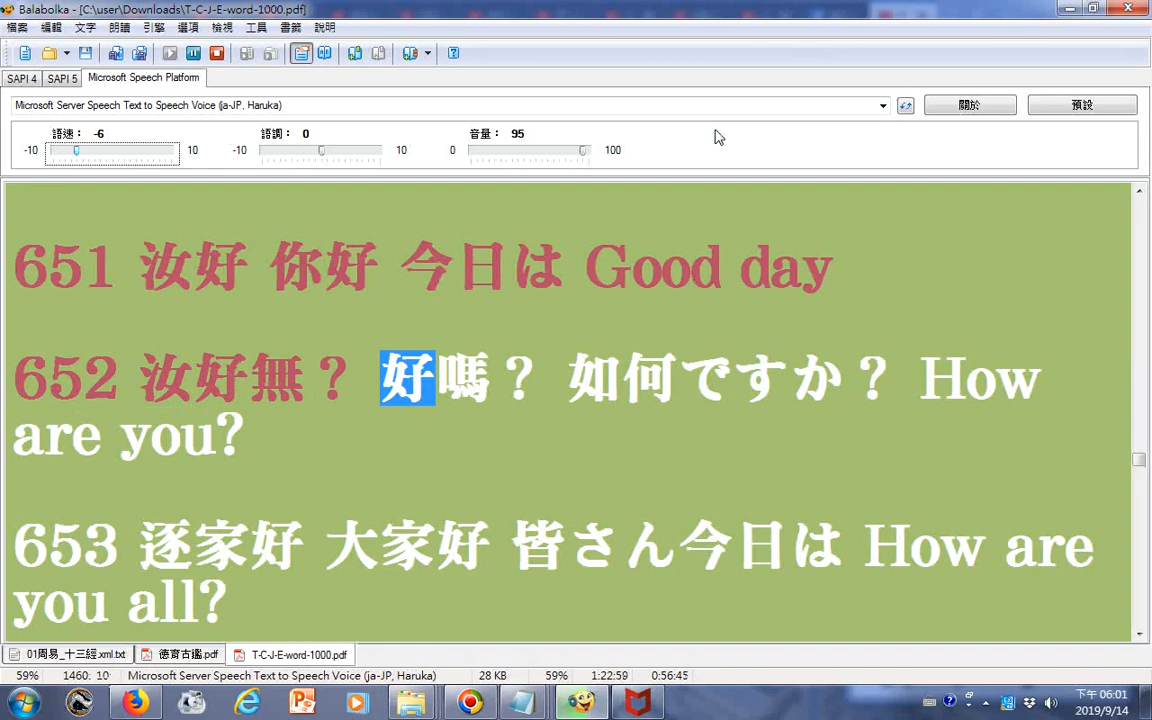 Balabolka - [C:\user\Downloads\T-C-J-E-word-1000.pdf]
檔案 編輯 文字 朗讀 引擎 選項 檢視 工具 書籤 說明
SAPI 4 SAPI 5 Microsoft Speech Platform
Microsoft Server Speech Text to Speech Voice (ja-JP, Haruka) 關於 預設
語速： -6 語調： 0 音量： 95
-10 10 -10 10 0 100
651 汝好 你好 今日は Good day
652 汝好無？ 好嗎？ 如何ですか？ How
are you?
653 逐家好 大家好 皆さん今日は How are
you all?
01周易_十三經.xml.txt 德育古鑑.pdf T-C-J-E-word-1000.pdf
59% 1460: 10 Microsoft Server Speech Text to Speech Voice (ja-JP, Haruka) 28 KB 59% 1:22:59 0:56:45
下午 06:01
2019/9/14